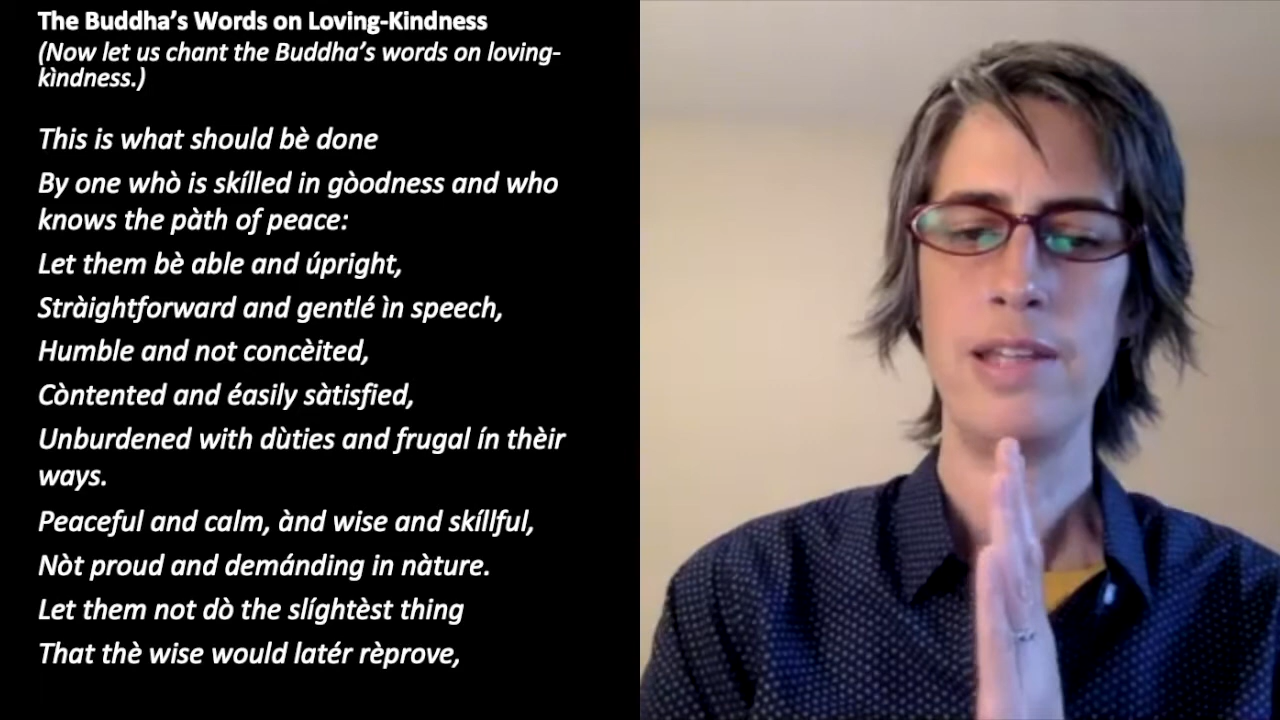 The Buddha’s Words on Loving-Kindness
(Now let us chant the Buddha’s words on loving-
kìndness.)
This is what should bè done
By one whò is skílled in gòodness and who
knows the pàth of peace:
Let them bè able and úpright,
Stràightforward and gentlé ìn speech,
Humble and not concèited,
Còntented and éasily sàtisfied,
Unburdened with dùties and frugal ín thèir
ways.
Peaceful and calm, ànd wise and skíllful,
Nòt proud and demánding in nàture.
Let them not dò the slíghtèst thing
That thè wise would latér rèprove,